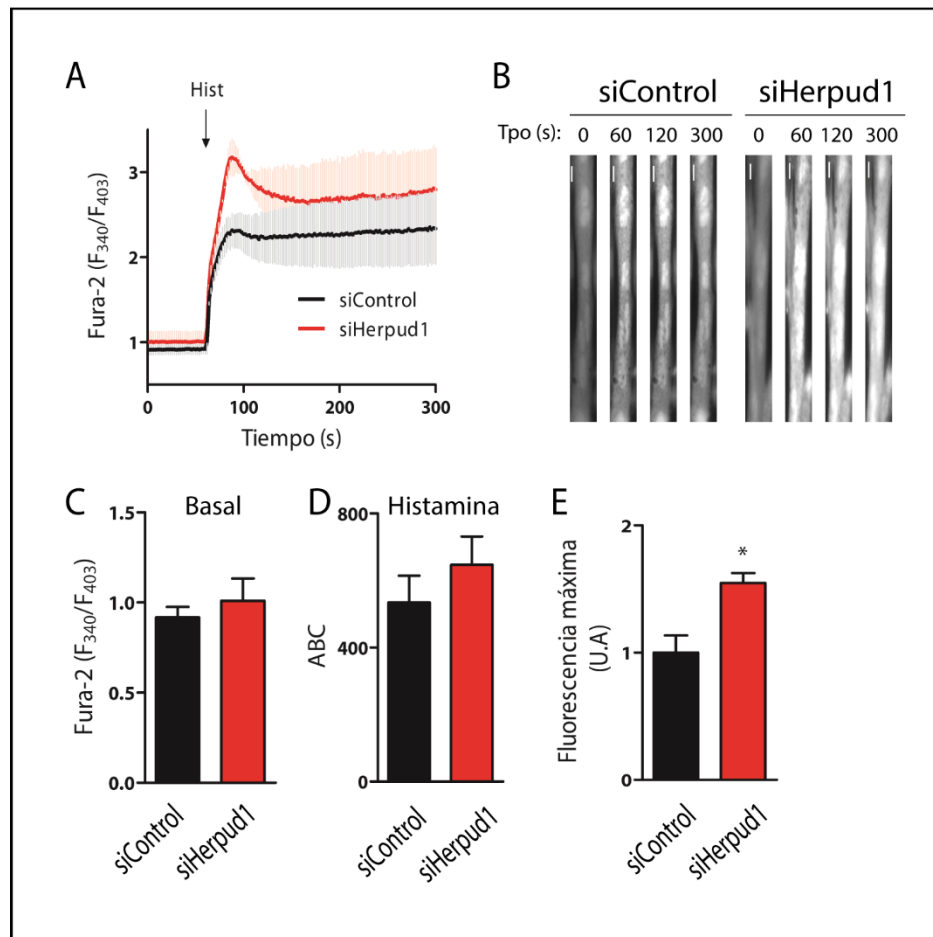 A
Hist
Fura-2 (F340/F403)
3
2
1
0
100
200
300
Tiempo (s)
siControl
siHerpud1
B
siControl siHerpud1
Tpo (s): 0 60 120 300 0 60 120 300
C
Basal
Fura-2 (F340/F403)
1.5
1.0
0.5
0.0
siControl
siHerpud1
D
Histamina
ABC
800
400
0
siControl
siHerpud1
E
Fluorescencia máxima
(U.A)
2
1
0
*
siControl
siHerpud1